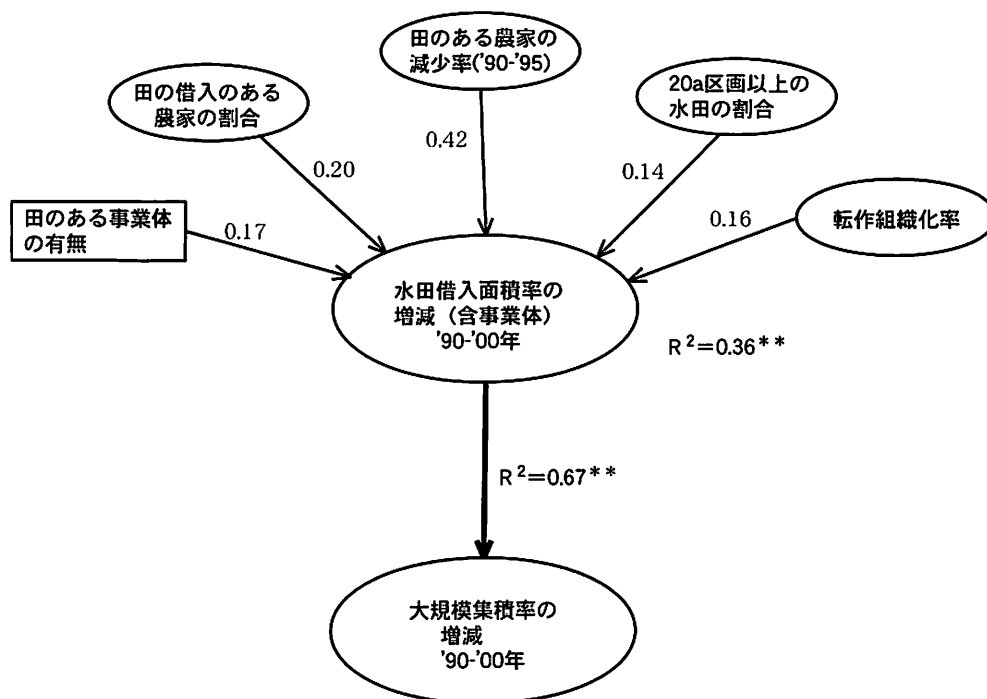 田のある農家の
減少率('90-'95)
田の借入のある
農家の割合
20a区画以上の
水田の割合
0.42
0.20
0.14
田のある事業体
の有無
0.17
0.16
転作組織化率
水田借入面積率の
増減（含事業体）
'90-'00年
R²＝0.36**
R²＝0.67**
大規模集積率の
増減
'90-'00年